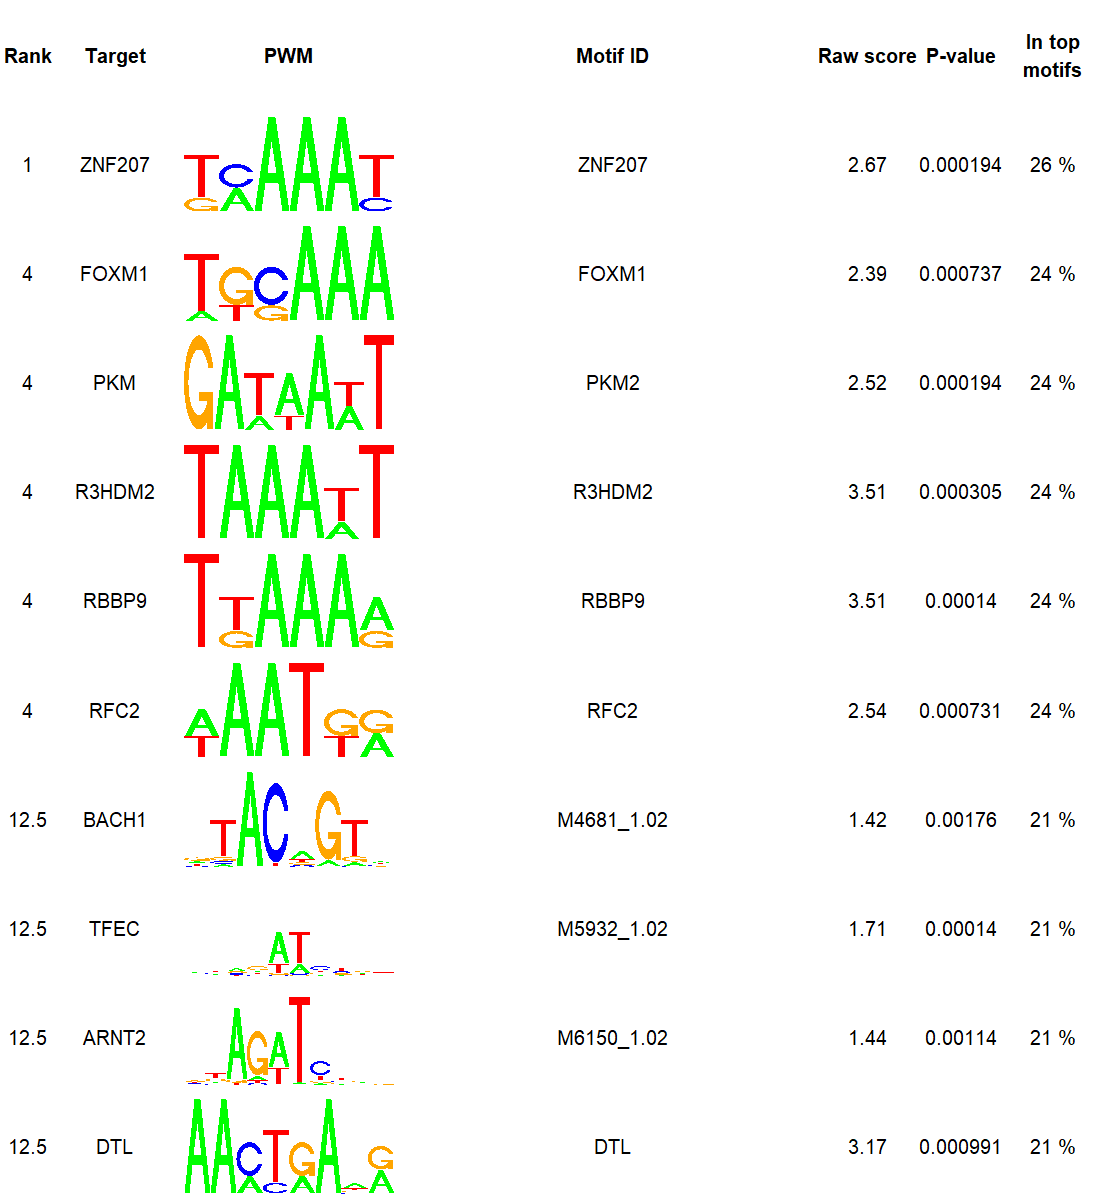 Rank Target PWM Motif ID Raw score P-value In top motifs
1 ZNF207 ZNF207 2.67 0.000194 26 %
4 FOXM1 FOXM1 2.39 0.000737 24 %
4 PKM PKM2 2.52 0.000194 24 %
4 R3HDM2 R3HDM2 3.51 0.000305 24 %
4 RBBP9 RBBP9 3.51 0.00014 24 %
4 RFC2 RFC2 2.54 0.000731 24 %
12.5 BACH1 M4681_1.02 1.42 0.00176 21 %
12.5 TFEC M5932_1.02 1.71 0.00014 21 %
12.5 ARNT2 M6150_1.02 1.44 0.00114 21 %
12.5 DTL DTL 3.17 0.000991 21 %